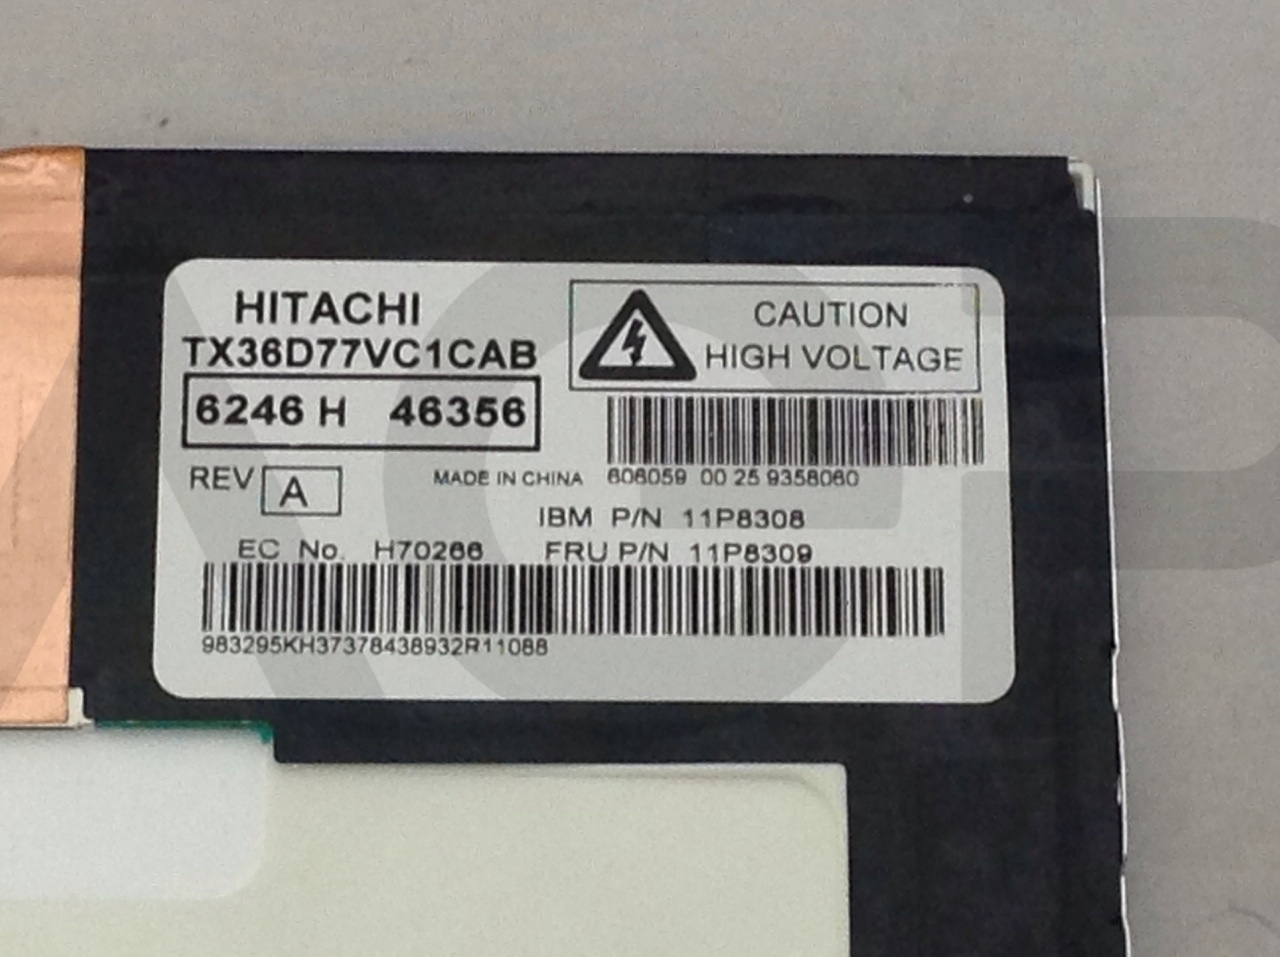 HITACHI
TX36D77VC1CAB
CAUTION
HIGH VOLTAGE
6246 H 46356
REV A
MADE IN CHINA
606059 00 25 9358060
IBM P/N 11P8308
EC No. H70266 FRU P/N 11P8309
983295KH37378438932R11088